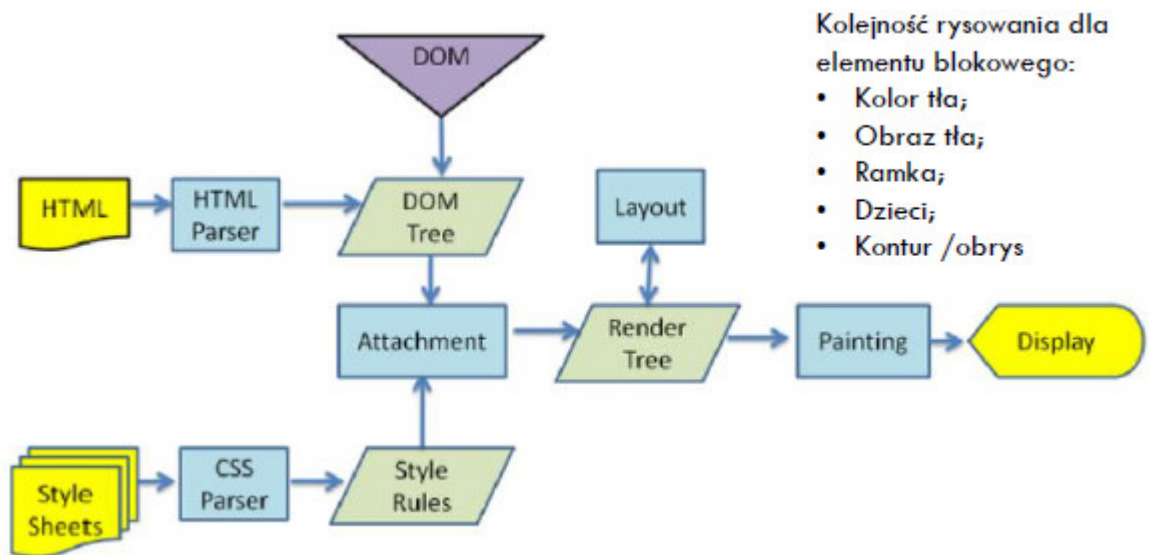 Kolejność rysowania dla
elementu blokowego:
• Kolor tła;
• Obraz tła;
• Ramka;
• Dzieci;
• Kontur /obrys
DOM
HTML
HTML
Parser
DOM
Tree
Layout
Attachment
Render
Tree
Painting
Display
Style
Sheets
CSS
Parser
Style
Rules